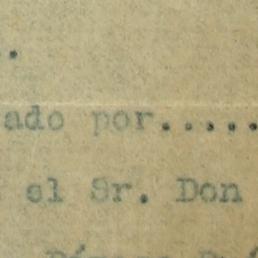 ..
ado por.....
el Sr. Don